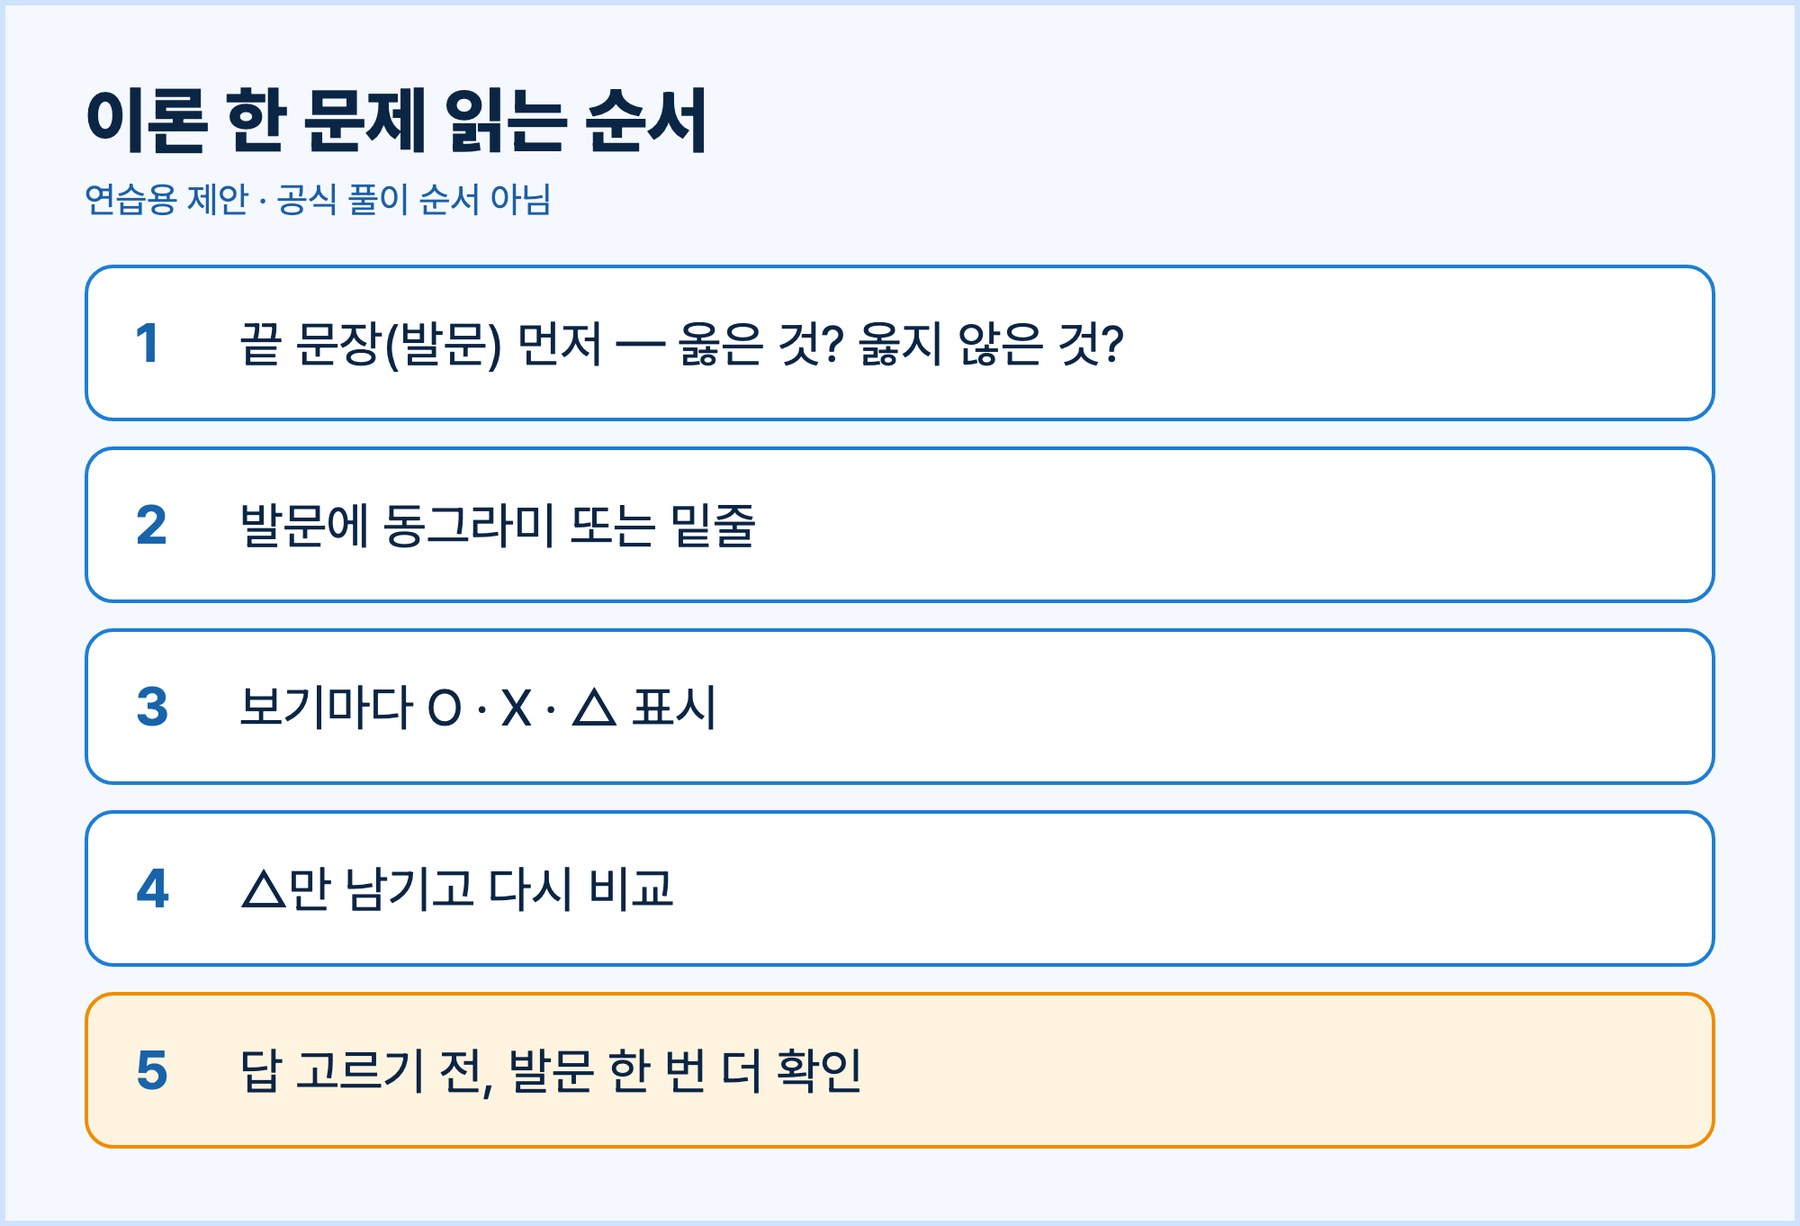 이론 한 문제 읽는 순서
연습용 제안 · 공식 풀이 순서 아님
1 끝 문장(발문) 먼저 — 옳은 것? 옳지 않은 것?
2 발문에 동그라미 또는 밑줄
3 보기마다 O · X · △ 표시
4 △만 남기고 다시 비교
5 답 고르기 전, 발문 한 번 더 확인